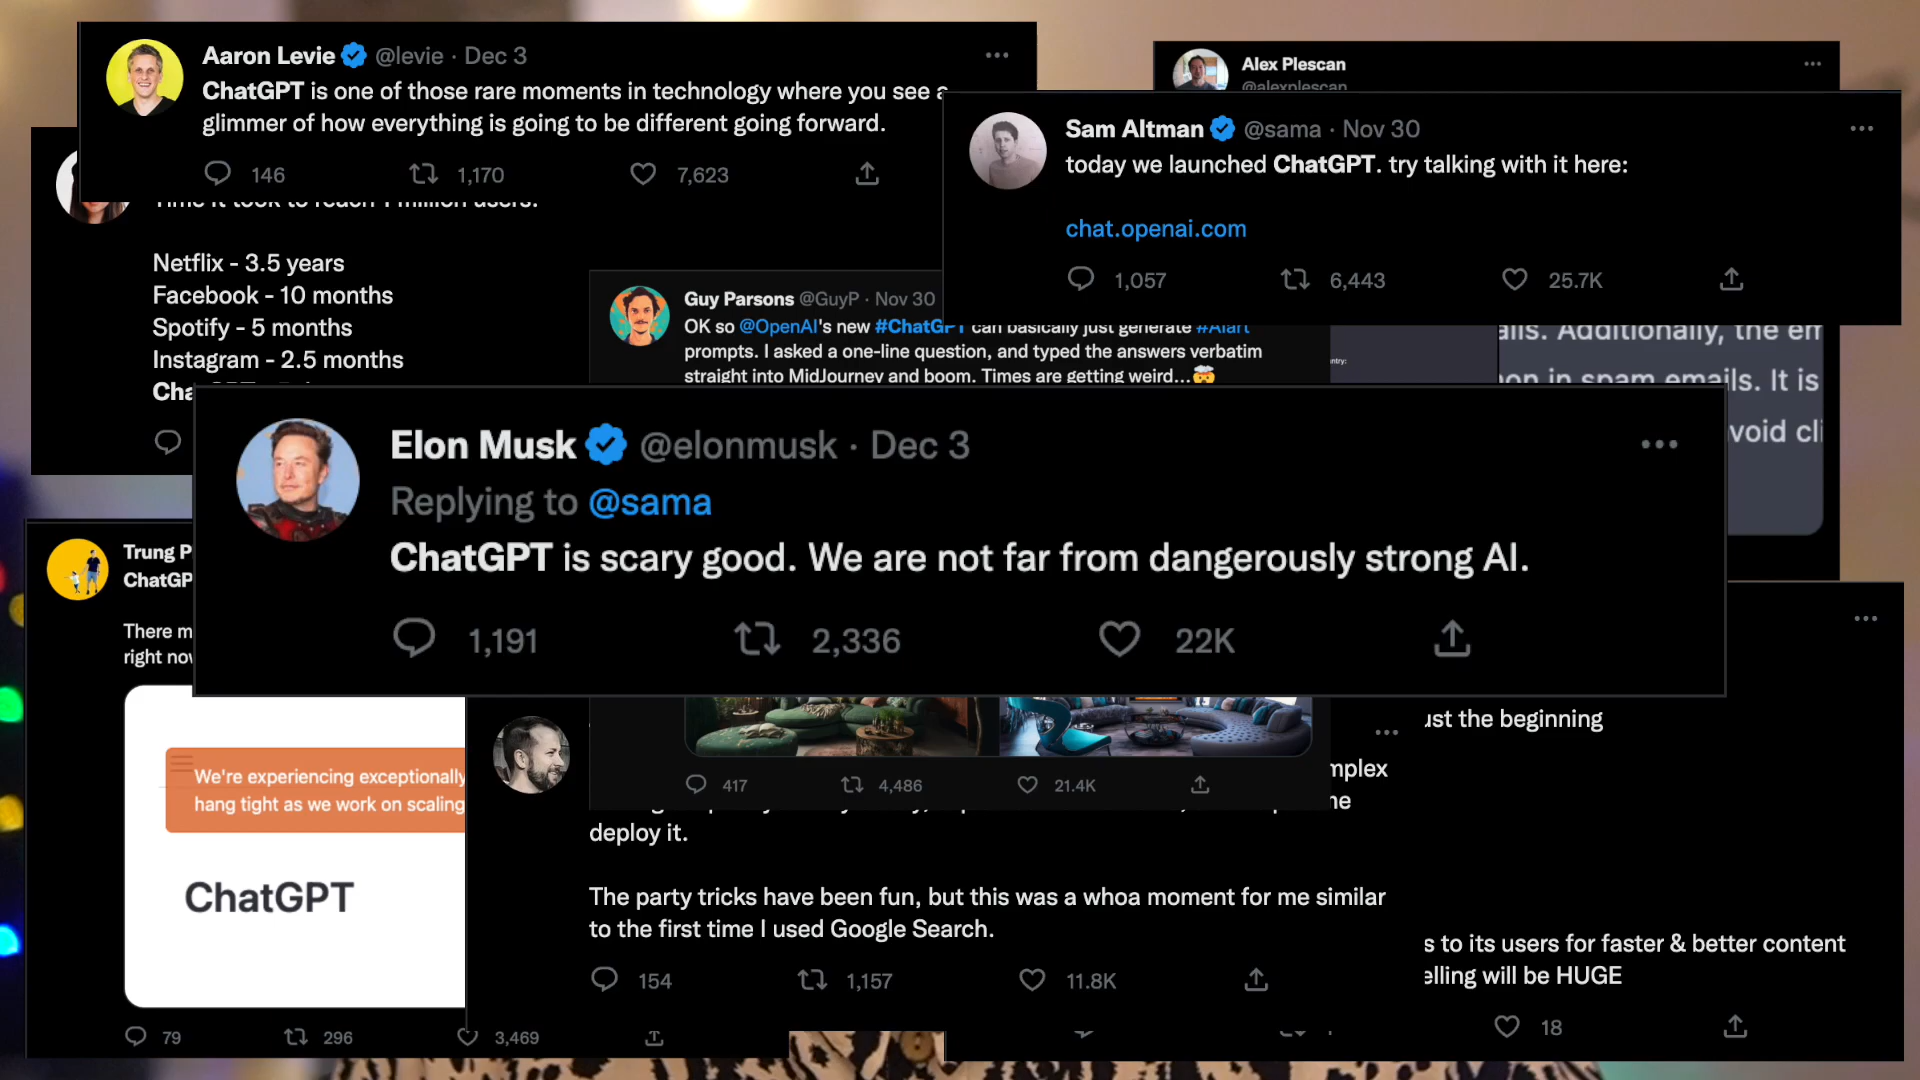 Aaron Levie @levie · Dec 3
ChatGPT is one of those rare moments in technology where you see a
glimmer of how everything is going to be different going forward.
146 1,170 7,623
Alex Plescan
@alexplescan
Sam Altman @sama · Nov 30
today we launched ChatGPT. try talking with it here:
chat.openai.com
1,057 6,443 25.7K
Time it took to reach 1 million users:
Netflix - 3.5 years
Facebook - 10 months
Spotify - 5 months
Instagram - 2.5 months
Guy Parsons @GuyP · Nov 30
OK so @OpenAI's new #ChatGPT can basically just generate #AIart
prompts. I asked a one-line question, and typed the answers verbatim
straight into MidJourney and boom. Times are getting weird...🤯
417 4,486 21.4K
Additionally, the em
in spam emails. It is
Elon Musk @elonmusk · Dec 3
Replying to @sama
ChatGPT is scary good. We are not far from dangerously strong AI.
1,191 2,336 22K
Trung P
ChatGP
There m
right now
We're experiencing exceptionally
hang tight as we work on scaling
ChatGPT
79 296 3,469
deploy it.
The party tricks have been fun, but this was a whoa moment for me similar
to the first time I used Google Search.
154 1,157 11.8K
ust the beginning
s to its users for faster & better content
elling will be HUGE
18